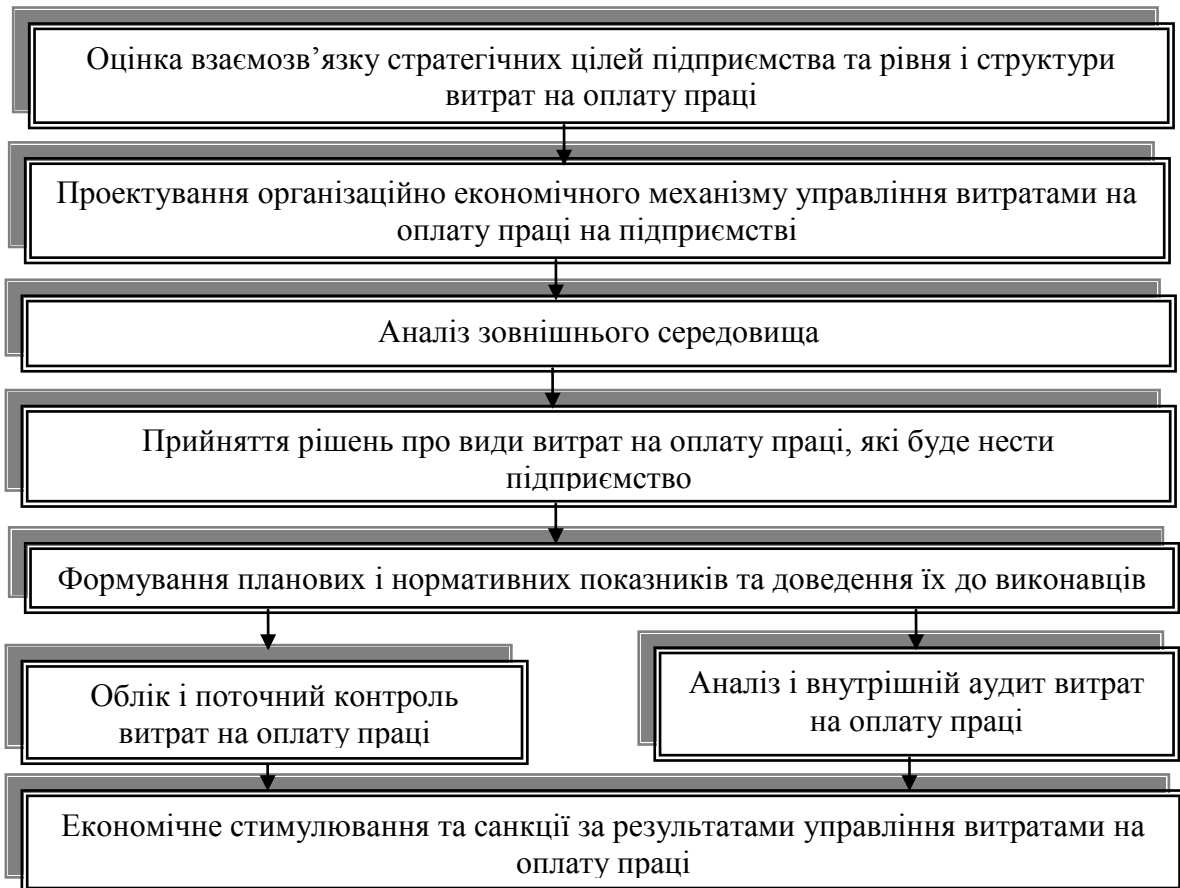 Оцінка взаємозв’язку стратегічних цілей підприємства та рівня і структури
витрат на оплату праці
Проектування організаційно економічного механізму управління витратами на
оплату праці на підприємстві
Аналіз зовнішнього середовища
Прийняття рішень про види витрат на оплату праці, які буде нести
підприємство
Формування планових і нормативних показників та доведення їх до виконавців
Облік і поточний контроль
витрат на оплату праці
Аналіз і внутрішній аудит витрат
на оплату праці
Економічне стимулювання та санкції за результатами управління витратами на
оплату праці